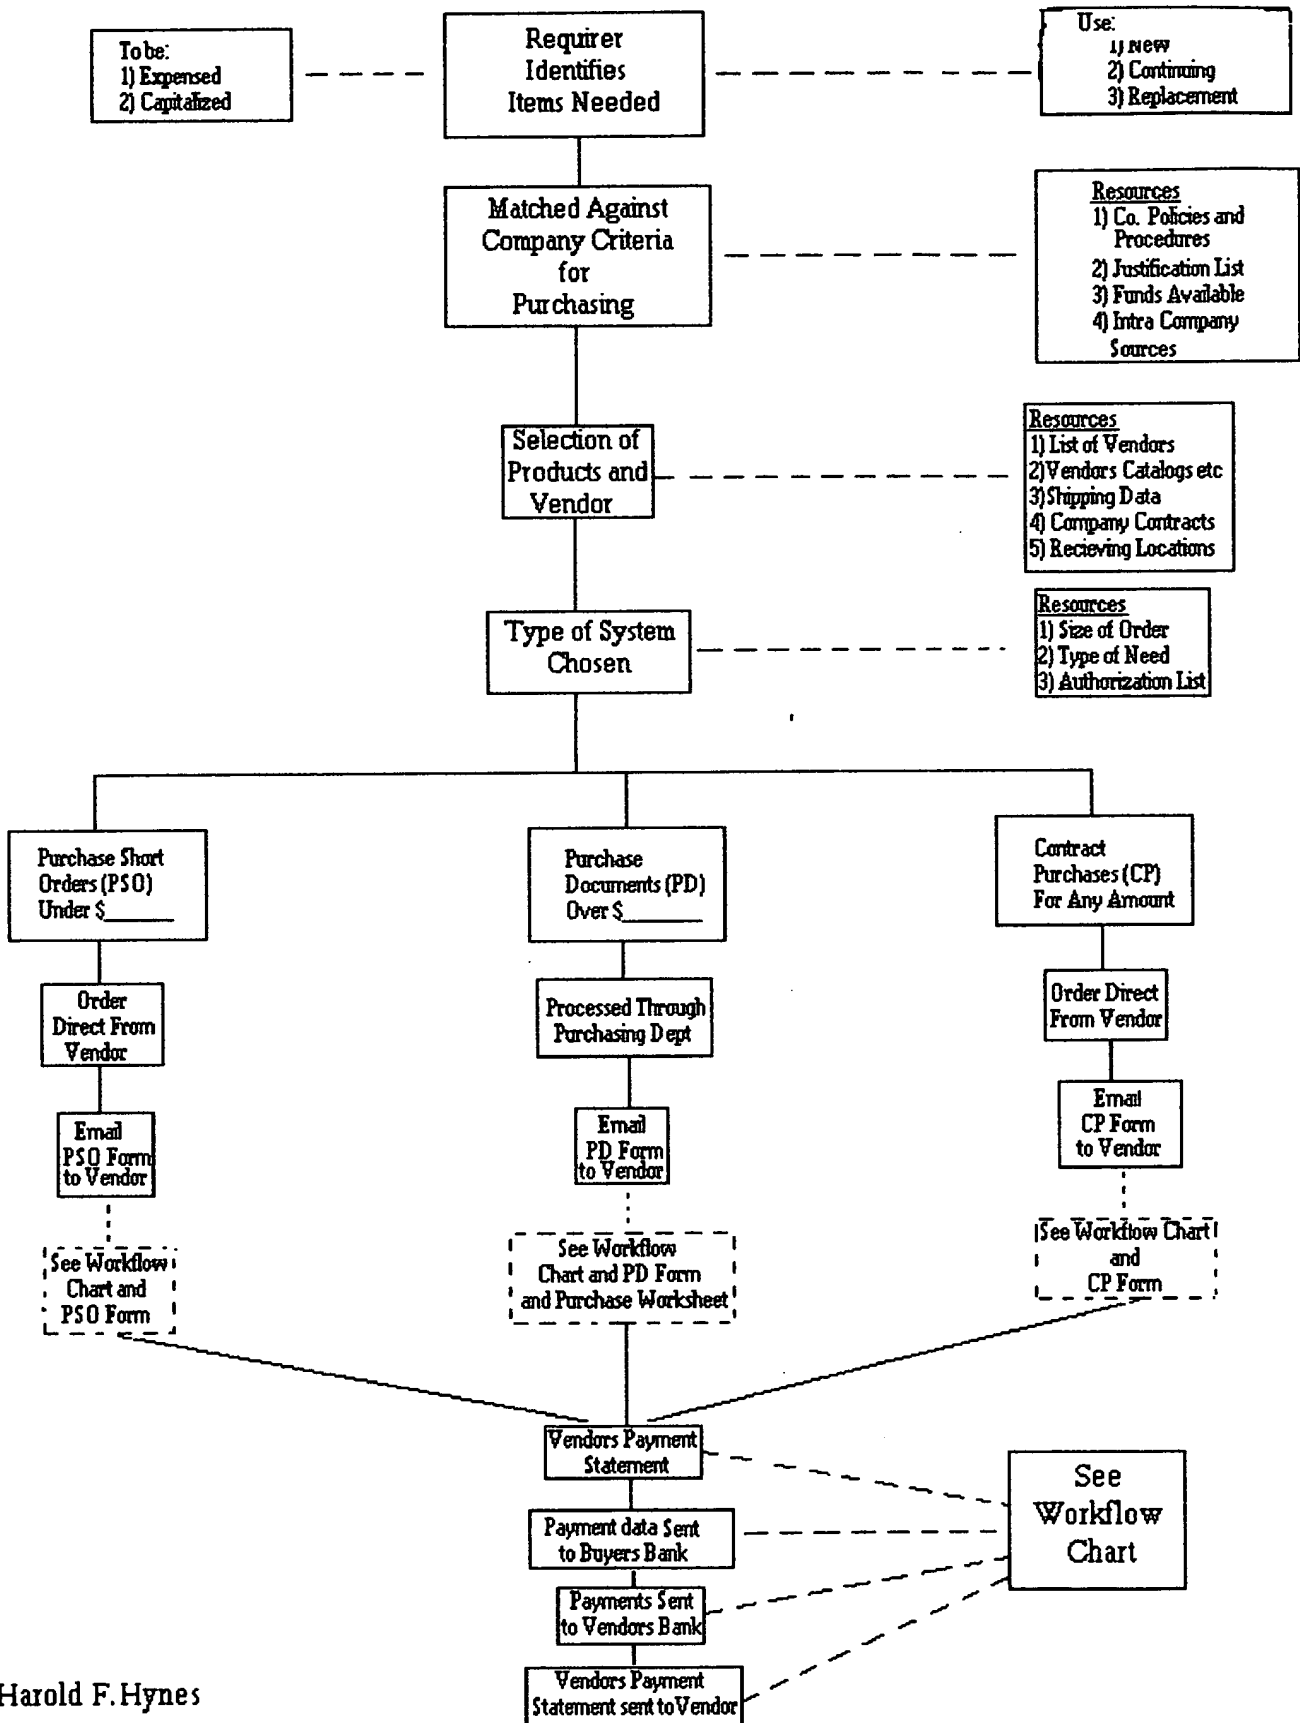 To be:
1) Expensed
2) Capitalized
Requirer
Identifies
Items Needed
Use:
1) New
2) Continuing
3) Replacement
Matched Against
Company Criteria
for
Purchasing
Resources
1) Co. Policies and
Procedures
2) Justification List
3) Funds Available
4) Intra Company
Sources
Selection of
Products and
Vendor
Resources
1) List of Vendors
2) Vendors Catalogs etc
3) Shipping Data
4) Company Contracts
5) Recieving Locations
Type of System
Chosen
Resources
1) Size of Order
2) Type of Need
3) Authorization List
Purchase Short
Orders (PSO)
Under $______
Purchase
Documents (PD)
Over $_______
Contract
Purchases (CP)
For Any Amount
Order
Direct From
Vendor
Processed Through
Purchasing Dept
Order Direct
From Vendor
Email
PSO Form
to Vendor
Email
PD Form
to Vendor
Email
CP Form
to Vendor
See Workflow
Chart and
PSO Form
See Workflow
Chart and PD Form
and Purchase Worksheet
See Workflow Chart
and
CP Form
Vendors Payment
Statement
Payment data Sent
to Buyers Bank
Payments Sent
to Vendors Bank
Vendors Payment
Statement sent to Vendor
See
Workflow
Chart
Harold F. Hynes